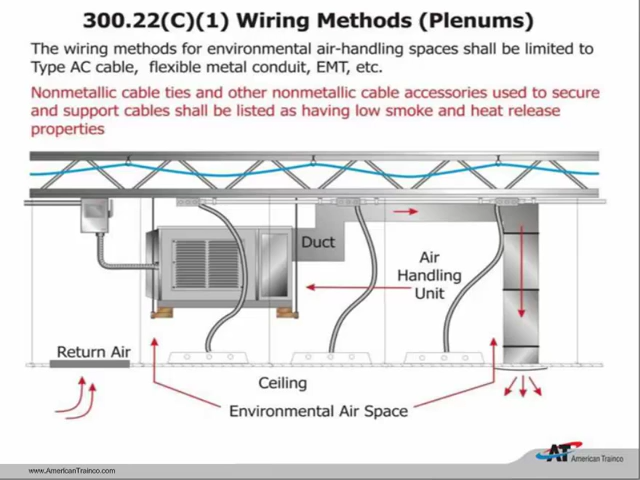 300.22(C)(1) Wiring Methods (Plenums)
The wiring methods for environmental air-handling spaces shall be limited to
Type AC cable,  flexible metal conduit, EMT, etc.
Nonmetallic cable ties and other nonmetallic cable accessories used to secure
and support cables shall be listed as having low smoke and heat release
properties
Duct
Air
Handling
Unit
Return Air
Ceiling
Environmental Air Space
AT American Trainco
www.AmericanTrainco.com